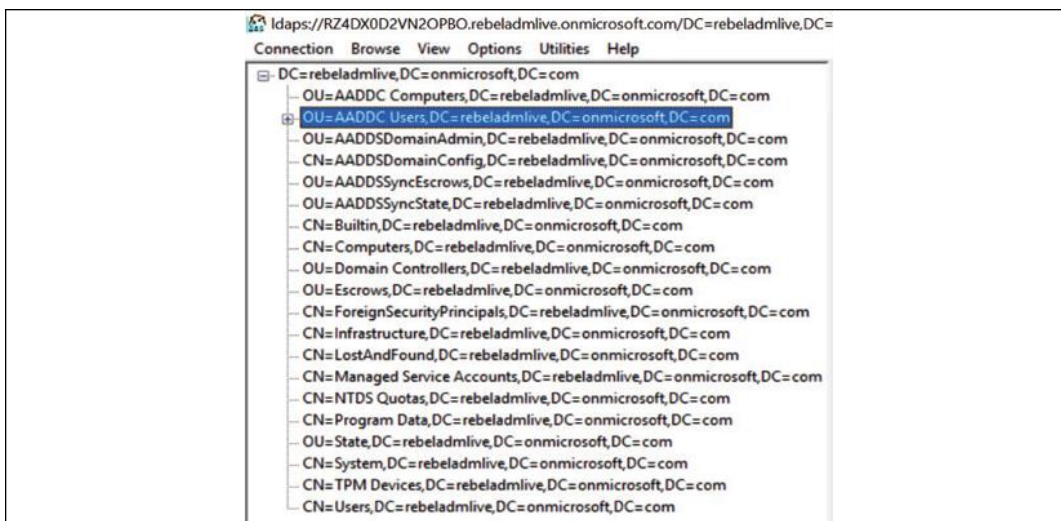 ldaps://RZ4DX0D2VN2OPBO.rebeladmlive.onmicrosoft.com/DC=rebeladmlive,DC=
Connection Browse View Options Utilities Help
DC=rebeladmlive,DC=onmicrosoft,DC=com
OU=AADDC Computers,DC=rebeladmlive,DC=onmicrosoft,DC=com
OU=AADDC Users,DC=rebeladmlive,DC=onmicrosoft,DC=com
OU=AADDSDomainAdmin,DC=rebeladmlive,DC=onmicrosoft,DC=com
CN=AADDSDomainConfig,DC=rebeladmlive,DC=onmicrosoft,DC=com
OU=AADDSSyncEscrows,DC=rebeladmlive,DC=onmicrosoft,DC=com
OU=AADDSSyncState,DC=rebeladmlive,DC=onmicrosoft,DC=com
CN=Builtin,DC=rebeladmlive,DC=onmicrosoft,DC=com
CN=Computers,DC=rebeladmlive,DC=onmicrosoft,DC=com
OU=Domain Controllers,DC=rebeladmlive,DC=onmicrosoft,DC=com
OU=Escrows,DC=rebeladmlive,DC=onmicrosoft,DC=com
CN=ForeignSecurityPrincipals,DC=rebeladmlive,DC=onmicrosoft,DC=com
CN=Infrastructure,DC=rebeladmlive,DC=onmicrosoft,DC=com
CN=LostAndFound,DC=rebeladmlive,DC=onmicrosoft,DC=com
CN=Managed Service Accounts,DC=rebeladmlive,DC=onmicrosoft,DC=com
CN=NTDS Quotas,DC=rebeladmlive,DC=onmicrosoft,DC=com
CN=Program Data,DC=rebeladmlive,DC=onmicrosoft,DC=com
OU=State,DC=rebeladmlive,DC=onmicrosoft,DC=com
CN=System,DC=rebeladmlive,DC=onmicrosoft,DC=com
CN=TPM Devices,DC=rebeladmlive,DC=onmicrosoft,DC=com
CN=Users,DC=rebeladmlive,DC=onmicrosoft,DC=com